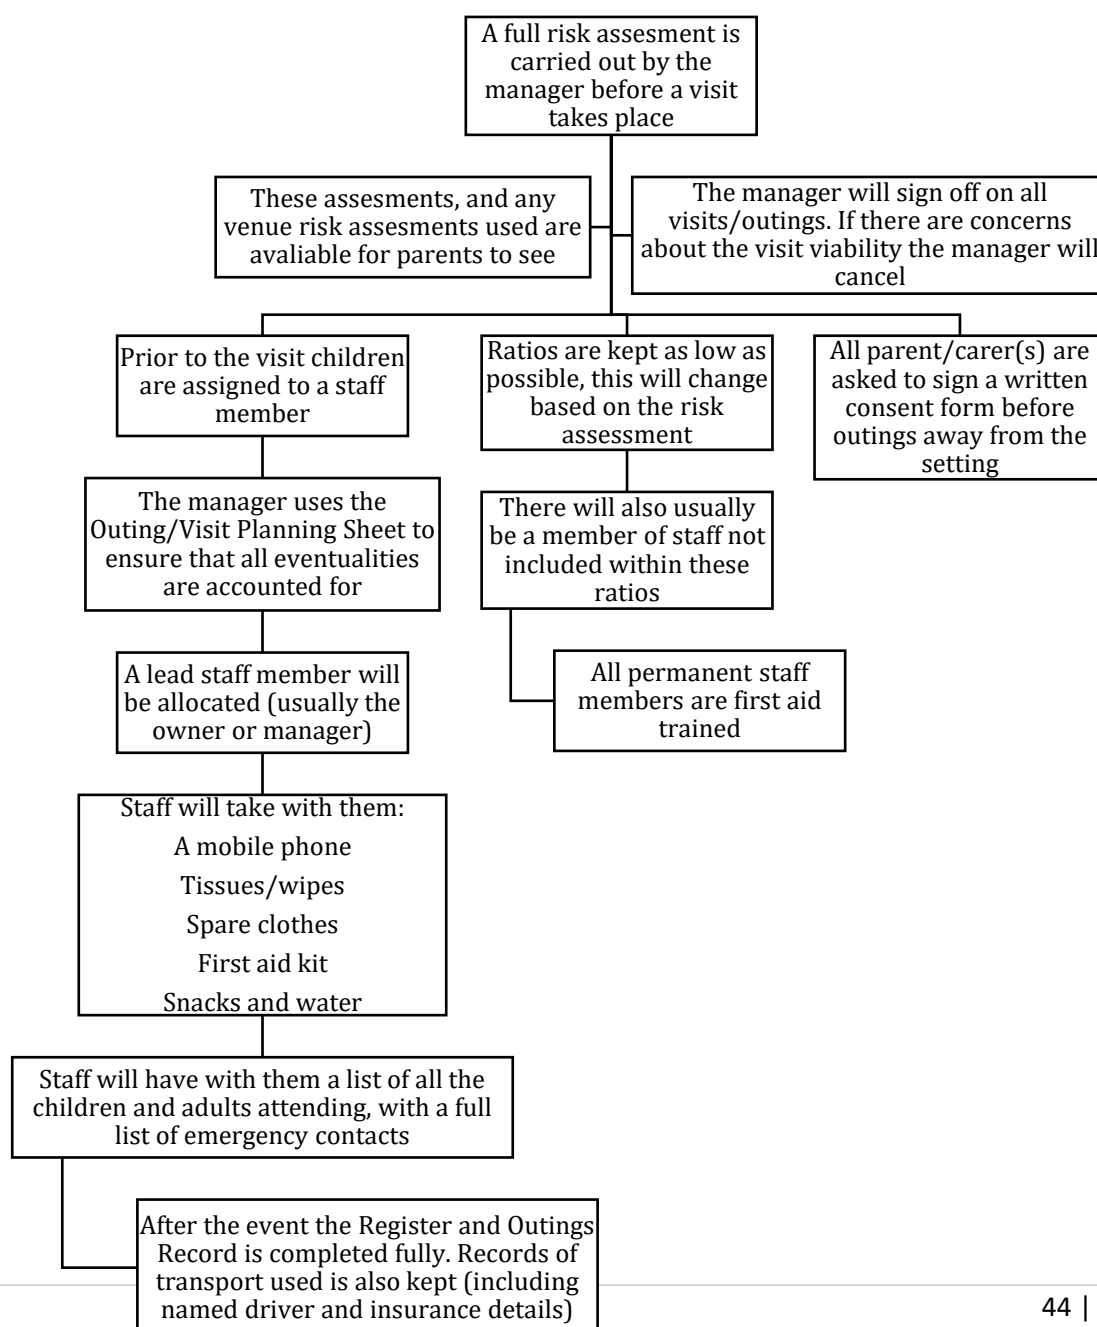 A full risk assesment is
carried out by the
manager before a visit
takes place
These assesments, and any
venue risk assesments used are
avaliable for parents to see
The manager will sign off on all
visits/outings. If there are concerns
about the visit viability the manager will
cancel
Prior to the visit children
are assigned to a staff
member
Ratios are kept as low as
possible, this will change
based on the risk
assessment
All parent/carer(s) are
asked to sign a written
consent form before
outings away from the
setting
The manager uses the
Outing/Visit Planning Sheet to
ensure that all eventualities
are accounted for
There will also usually
be a member of staff not
included within these
ratios
A lead staff member will
be allocated (usually the
owner or manager)
All permanent staff
members are first aid
trained
Staff will take with them:
A mobile phone
Tissues/wipes
Spare clothes
First aid kit
Snacks and water
Staff will have with them a list of all the
children and adults attending, with a full
list of emergency contacts
After the event the Register and Outings
Record is completed fully. Records of
transport used is also kept (including
named driver and insurance details)
44 |